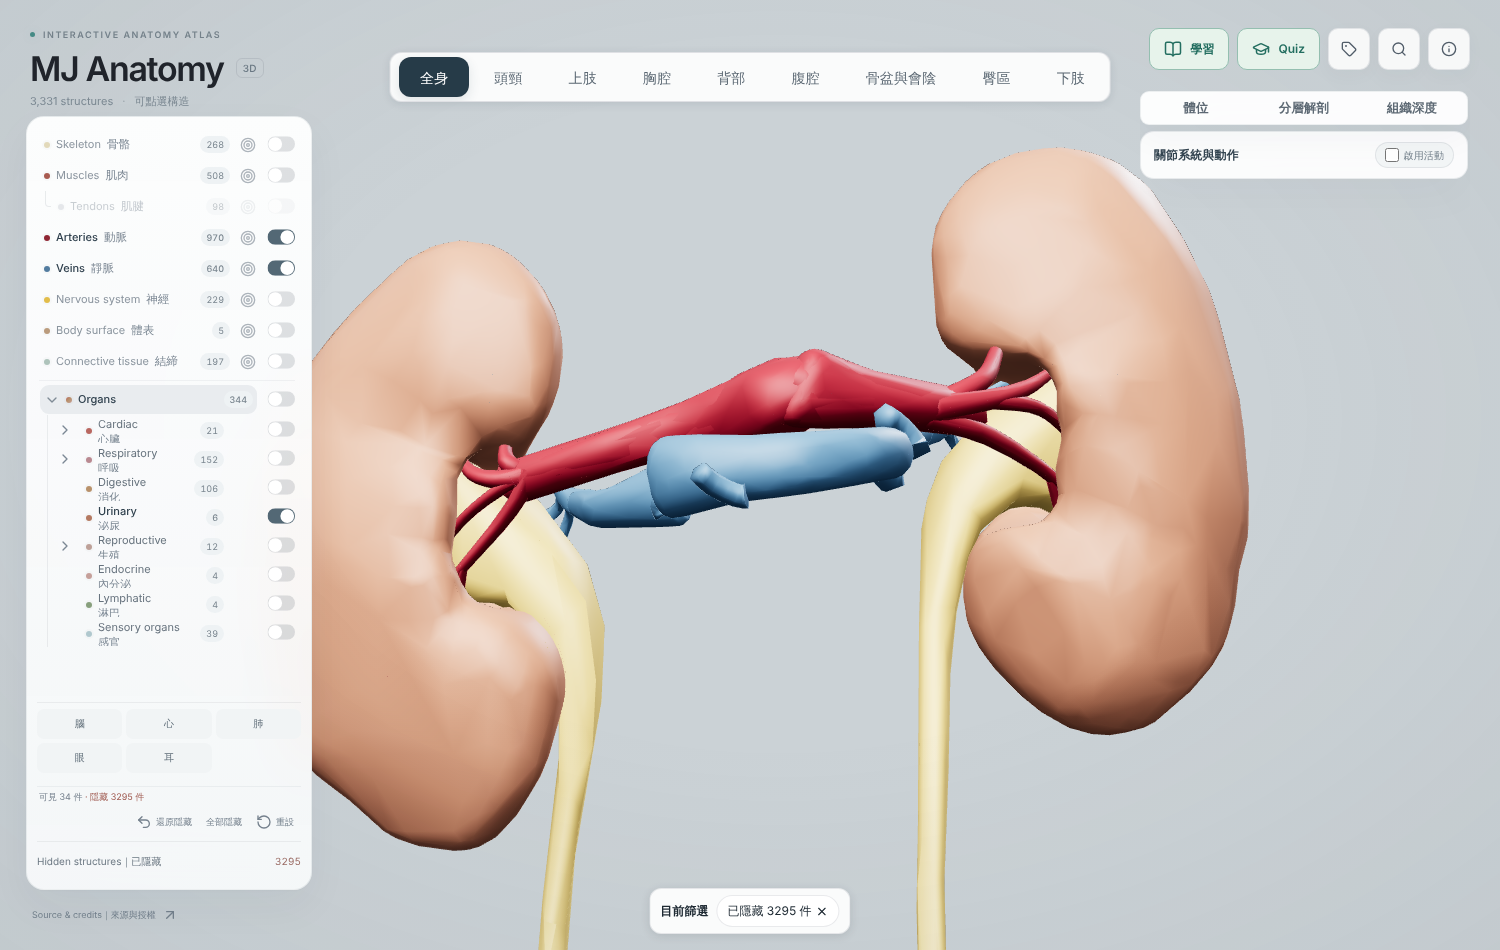 INTERACTIVE ANATOMY ATLAS
MJ Anatomy 3D
3,331 structures · 可點選構造
全身 頭頸 上肢 胸腔 背部 腹腔 骨盆與會陰 臀區 下肢
學習 Quiz
體位 分層解剖 組織深度
關節系統與動作 啟用活動
Skeleton 骨骼 268
Muscles 肌肉 508
Tendons 肌腱 98
Arteries 動脈 970
Veins 靜脈 640
Nervous system 神經 229
Body surface 體表 5
Connective tissue 結締 197
Organs 344
Cardiac 21
心臟
Respiratory 152
呼吸
Digestive 106
消化
Urinary 6
泌尿
Reproductive 12
生殖
Endocrine 4
內分泌
Lymphatic 4
淋巴
Sensory organs 39
感官
腦 心 肺
眼 耳
可見 34 件 · 隱藏 3295 件
還原隱藏 全部隱藏 重設
Hidden structures | 已隱藏 3295
Source & credits | 來源與授權
目前篩選 已隱藏 3295 件 ×